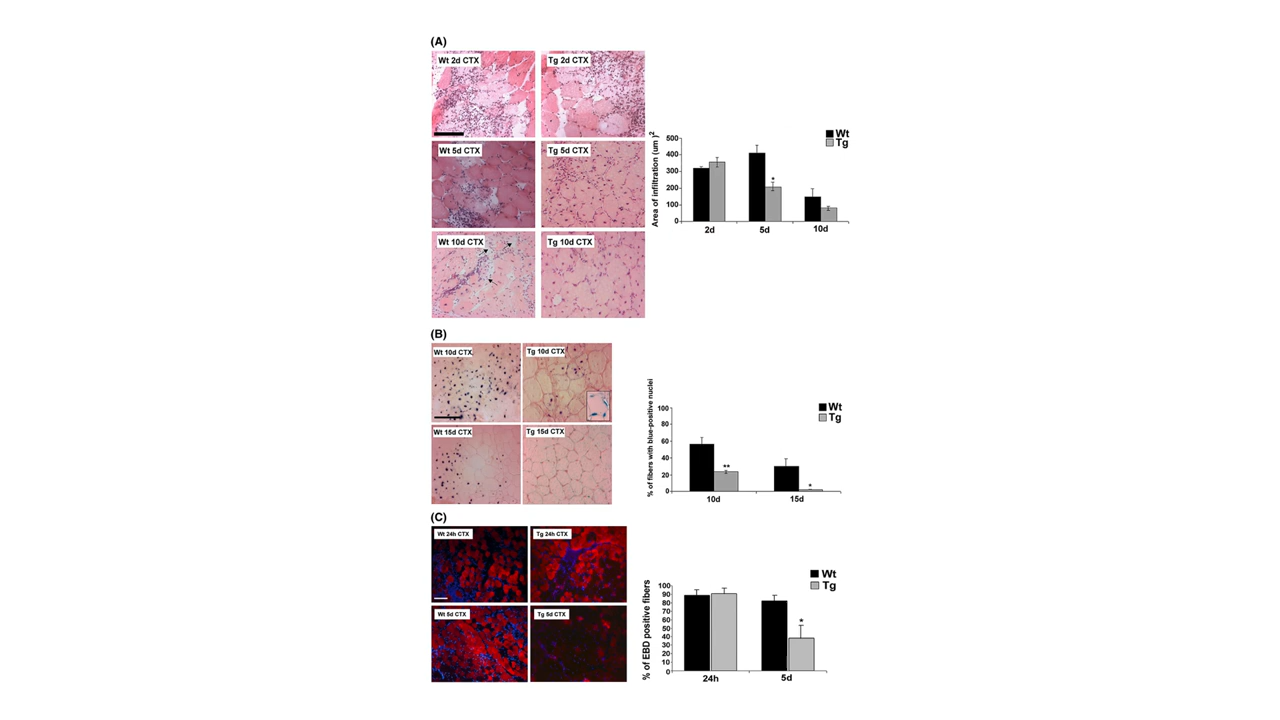 (A)
Wt 2d CTX
Tg 2d CTX
Wt 5d CTX
Tg 5d CTX
Wt 10d CTX
Tg 10d CTX
Area of infiltration (um )2
500
400
300
200
100
0
*
2d
5d
10d
Wt
Tg
(B)
Wt 10d CTX
Tg 10d CTX
Wt 15d CTX
Tg 15d CTX
% of fibers with blue-positive nuclei
100
80
60
40
20
0
**
*
10d
15d
Wt
Tg
(C)
Wt 24h CTX
Tg 24h CTX
Wt 5d CTX
Tg 5d CTX
% of EBD positive fibers
100
90
80
70
60
50
40
30
20
10
0
*
24h
5d
Wt
Tg